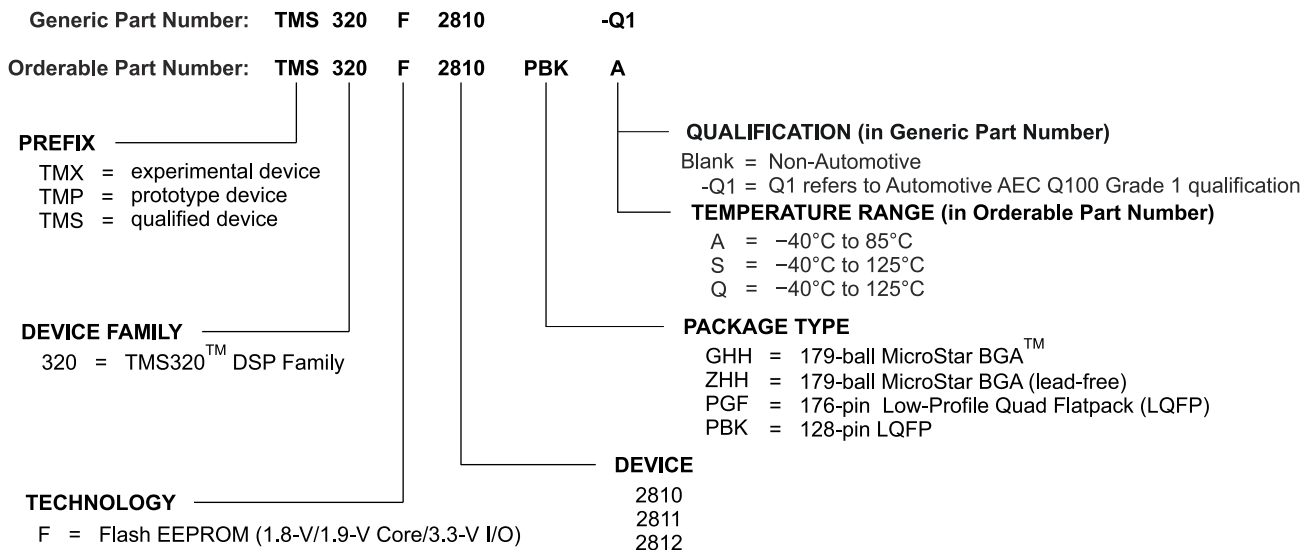 Generic Part Number: TMS 320 F 2810 -Q1
Orderable Part Number: TMS 320 F 2810 PBK A
PREFIX
TMX = experimental device
TMP = prototype device
TMS = qualified device
QUALIFICATION (in Generic Part Number)
Blank = Non-Automotive
-Q1 = Q1 refers to Automotive AEC Q100 Grade 1 qualification
TEMPERATURE RANGE (in Orderable Part Number)
A = −40°C to 85°C
S = −40°C to 125°C
Q = −40°C to 125°C
DEVICE FAMILY
320 = TMS320™ DSP Family
PACKAGE TYPE
GHH = 179-ball MicroStar BGA™
ZHH = 179-ball MicroStar BGA (lead-free)
PGF = 176-pin Low-Profile Quad Flatpack (LQFP)
PBK = 128-pin LQFP
DEVICE
2810
2811
2812
TECHNOLOGY
F = Flash EEPROM (1.8-V/1.9-V Core/3.3-V I/O)